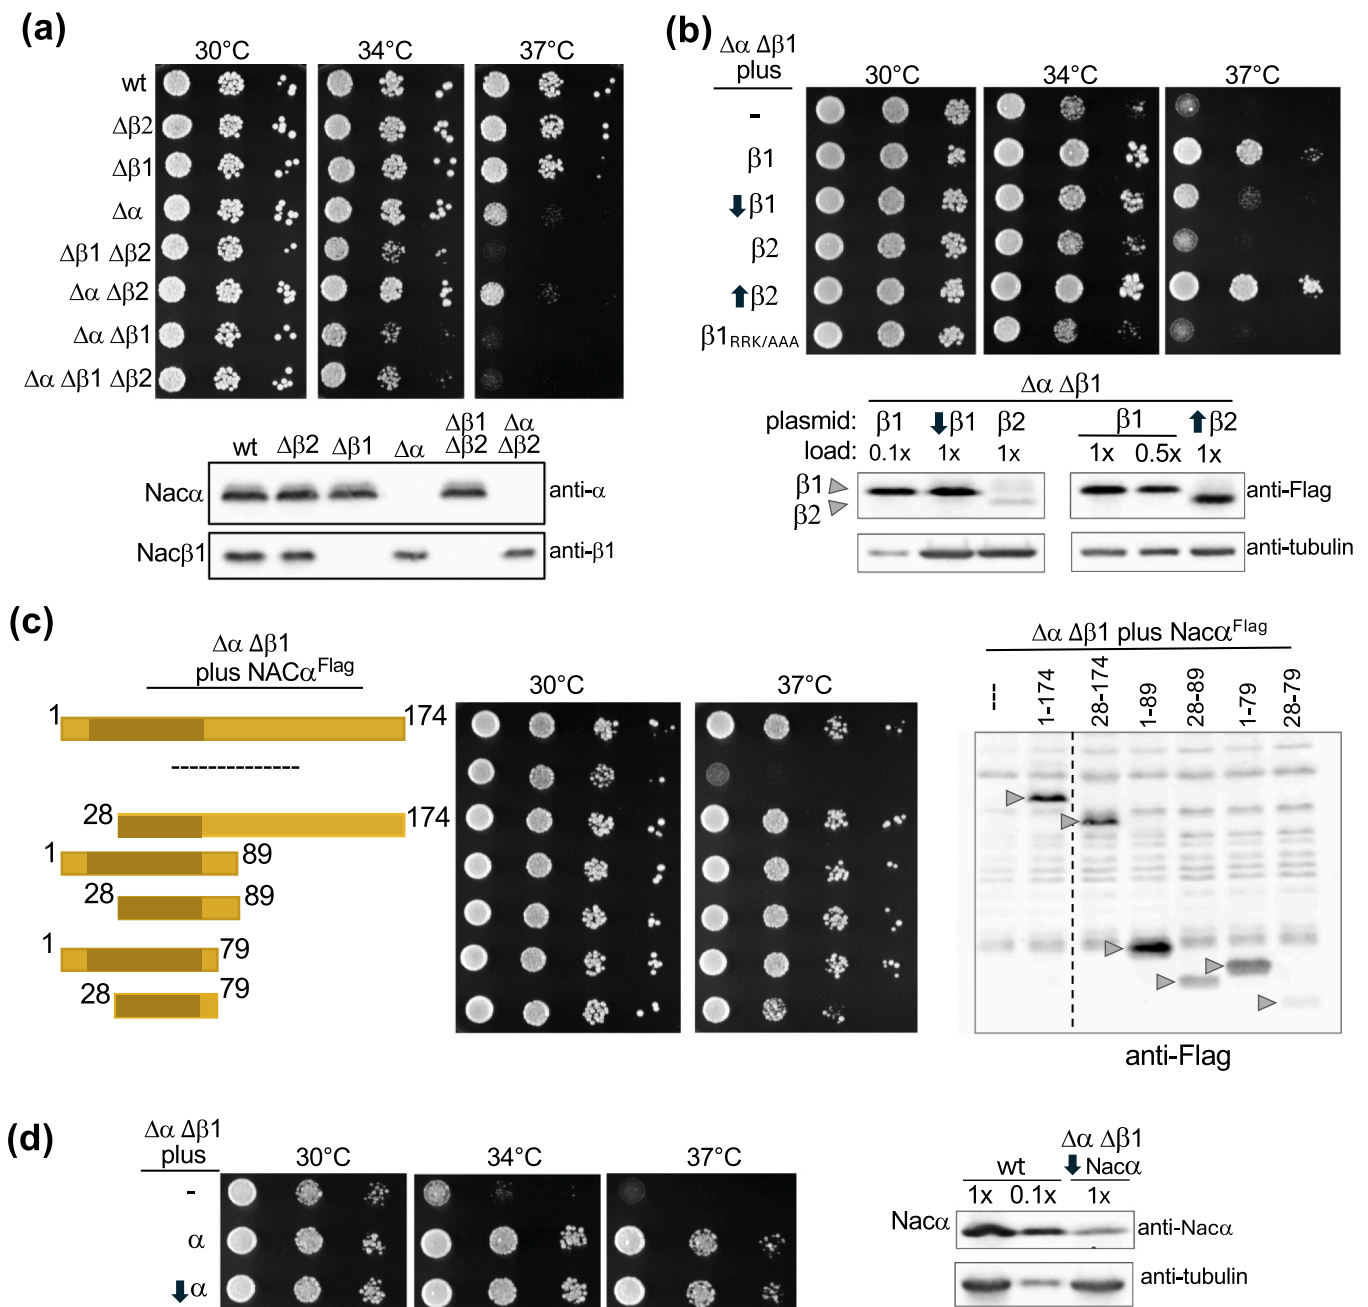 (a)
30°C 34°C 37°C
wt
Δβ2
Δβ1
Δα
Δβ1 Δβ2
Δα Δβ2
Δα Δβ1
Δα Δβ1 Δβ2
wt Δβ2 Δβ1 Δα Δβ1 Δβ2 Δα Δβ2
Nacα anti-α
Nacβ1 anti-β1
(b)
Δα Δβ1
plus
30°C 34°C 37°C
-
β1
⬇β1
β2
⬆β2
β1RRK/AAA
Δα Δβ1
plasmid: β1 ⬇β1 β2 β1 ⬆β2
load: 0.1x 1x 1x 1x 0.5x 1x
β1
β2
anti-Flag
anti-tubulin
(c)
Δα Δβ1
plus NACαFlag
1 174
28 174
1 89
28 89
1 79
28 79
30°C 37°C
Δα Δβ1 plus NacαFlag
--- 1-174 28-174 1-89 28-89 1-79 28-79
anti-Flag
(d)
Δα Δβ1
plus
30°C 34°C 37°C
-
α
⬇α
Δα Δβ1
wt ⬇Nacα
1x 0.1x 1x
Nacα anti-Nacα
anti-tubulin